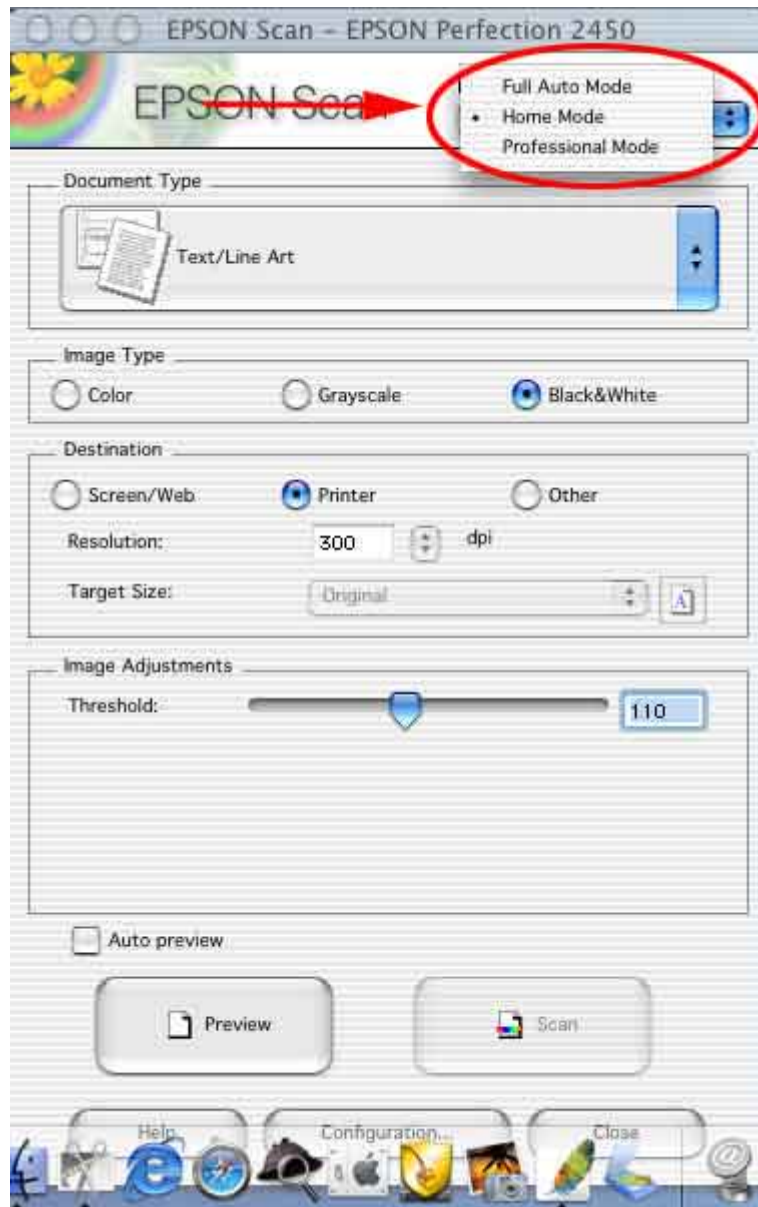 EPSON Scan - EPSON Perfection 2450
EPSON Scan
Full Auto Mode
• Home Mode
Professional Mode
Document Type
Text/Line Art
Image Type
Color Grayscale Black&White
Destination
Screen/Web Printer Other
Resolution: 300 dpi
Target Size: Original A
Image Adjustments
Threshold: 110
Auto preview
Preview Scan
Help Configuration... Close